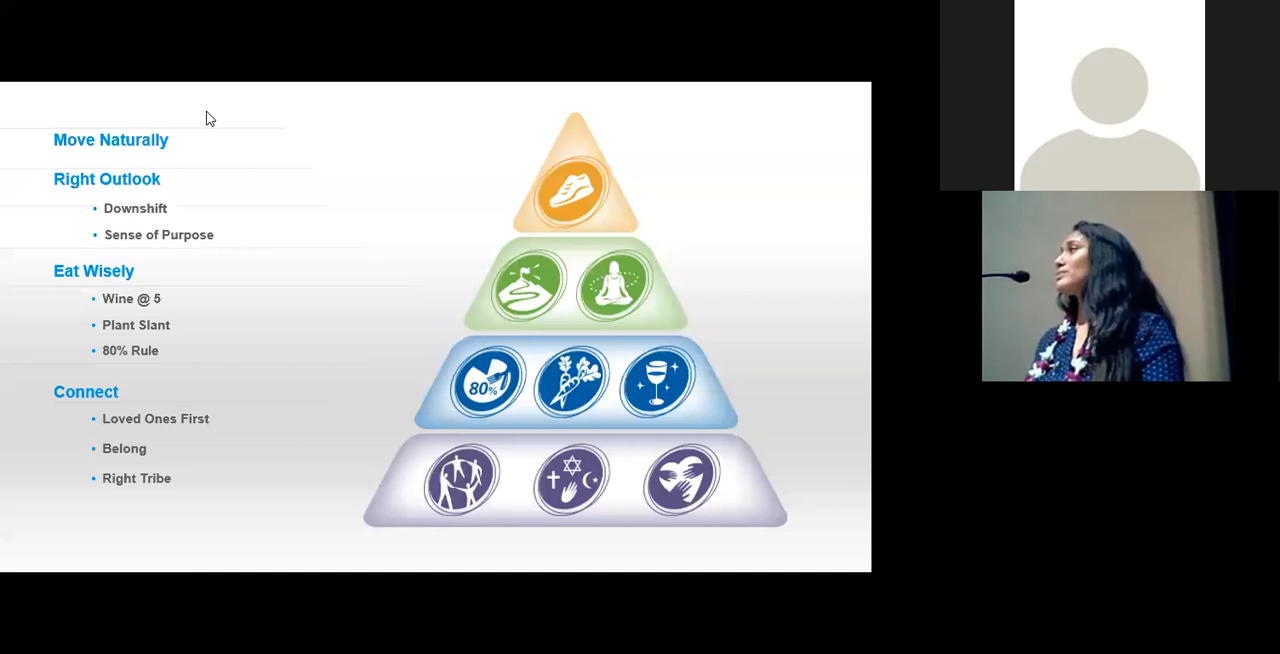 Move Naturally
Right Outlook
• Downshift
• Sense of Purpose
Eat Wisely
• Wine @ 5
• Plant Slant
• 80% Rule
Connect
• Loved Ones First
• Belong
• Right Tribe
80%